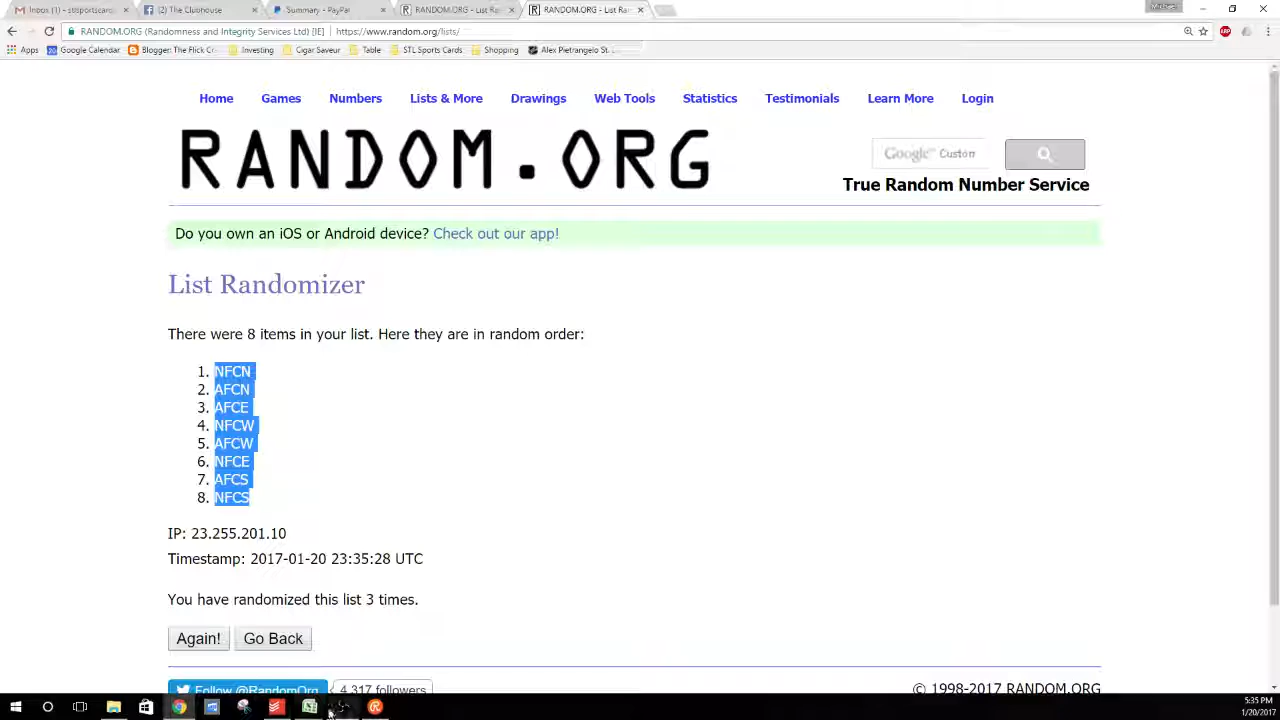 Inbox (1) - stlsportscard
(2) The Clubhouse
Summary - PayPal
RANDOM.ORG - List Ra
RANDOM.ORG - List Ran
RANDOM.ORG (Randomness and Integrity Services Ltd) [IE] https://www.random.org/lists/
Apps Google Calendar Blogger: The Flick C Investing Cigar Saveur Table STL Sports Cards Shopping Alex Pietrangelo St.
Home Games Numbers Lists & More Drawings Web Tools Statistics Testimonials Learn More Login
RANDOM.ORG
Google™ Custom
True Random Number Service
Do you own an iOS or Android device? Check out our app!
List Randomizer
There were 8 items in your list. Here they are in random order:
1. NFCN
2. AFCN
3. AFCE
4. NFCW
5. AFCW
6. NFCE
7. AFCS
8. NFCS
IP: 23.255.201.10
Timestamp: 2017-01-20 23:35:28 UTC
You have randomized this list 3 times.
Again! Go Back
Follow @RandomOrg 4,317 followers
© 1998-2017 RANDOM.ORG
5:35 PM
1/20/2017